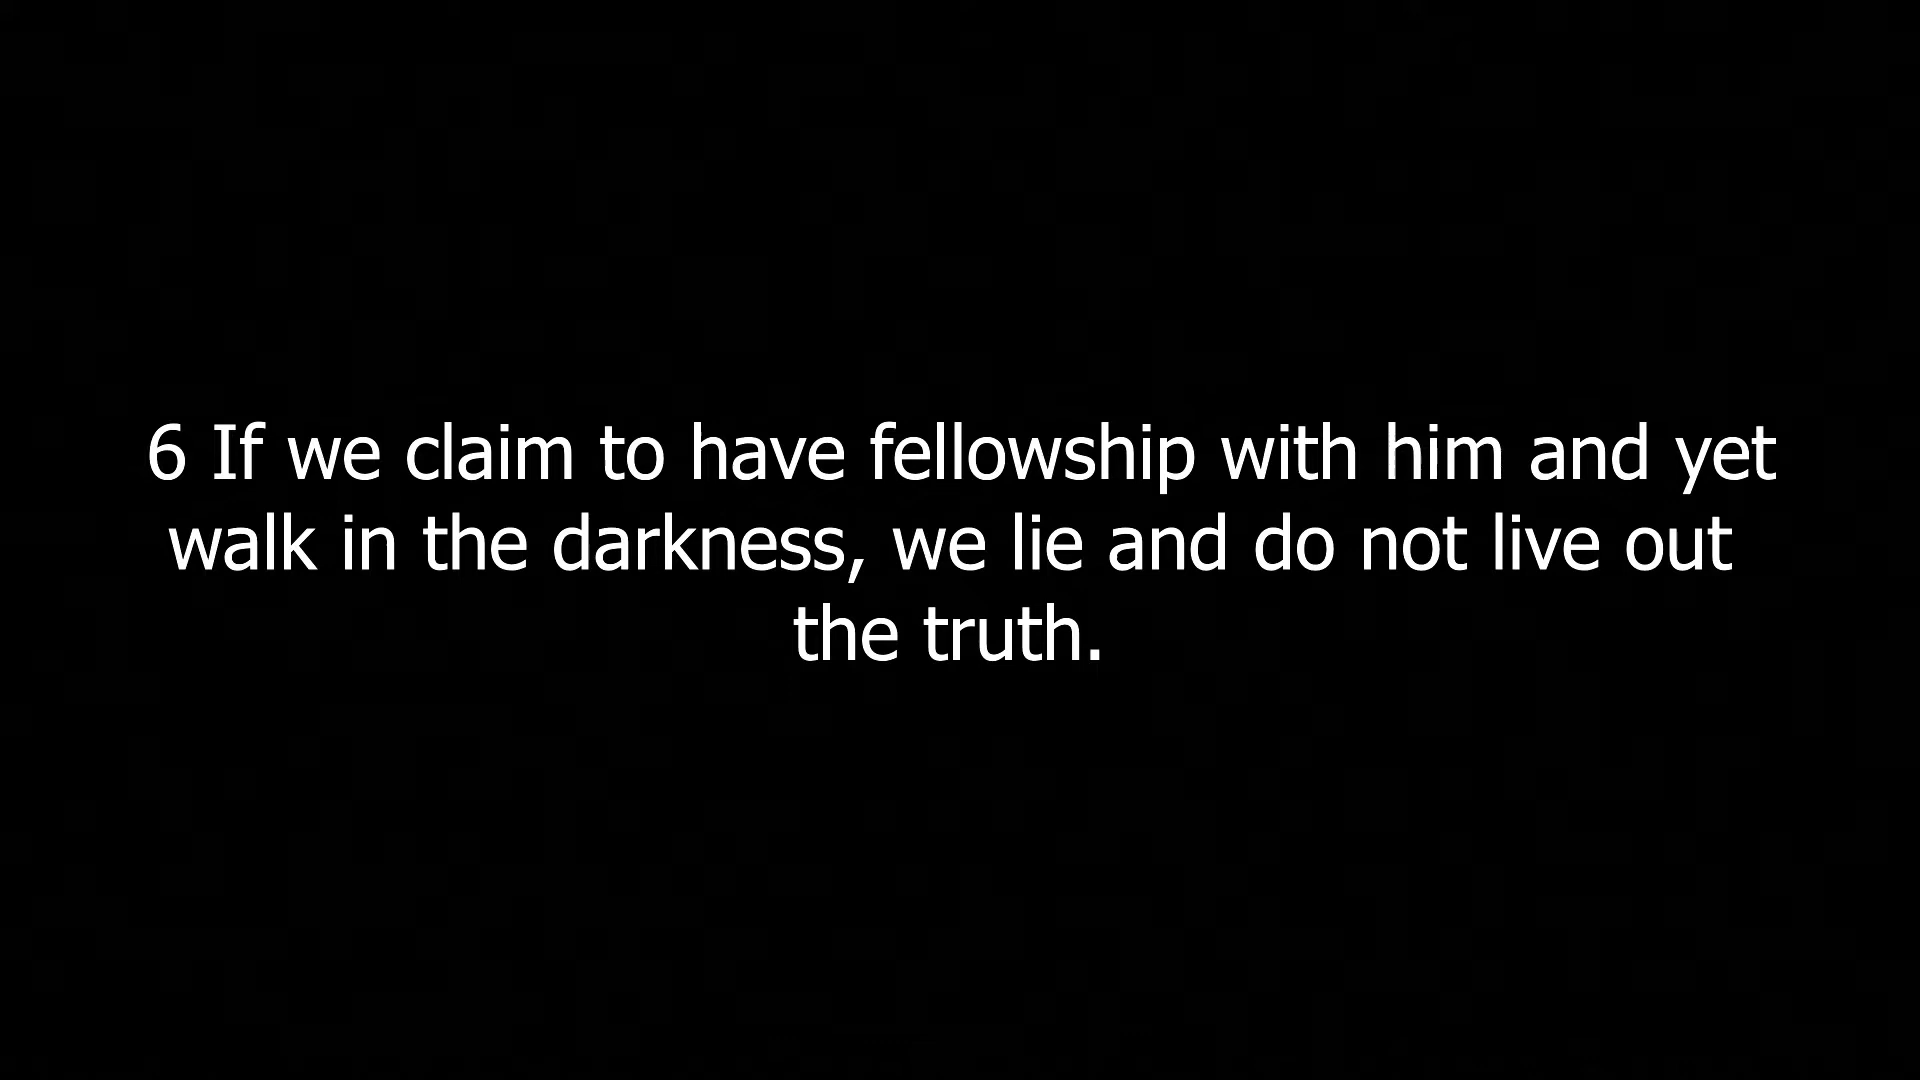 6 If we claim to have fellowship with him and yet
walk in the darkness, we lie and do not live out
the truth.